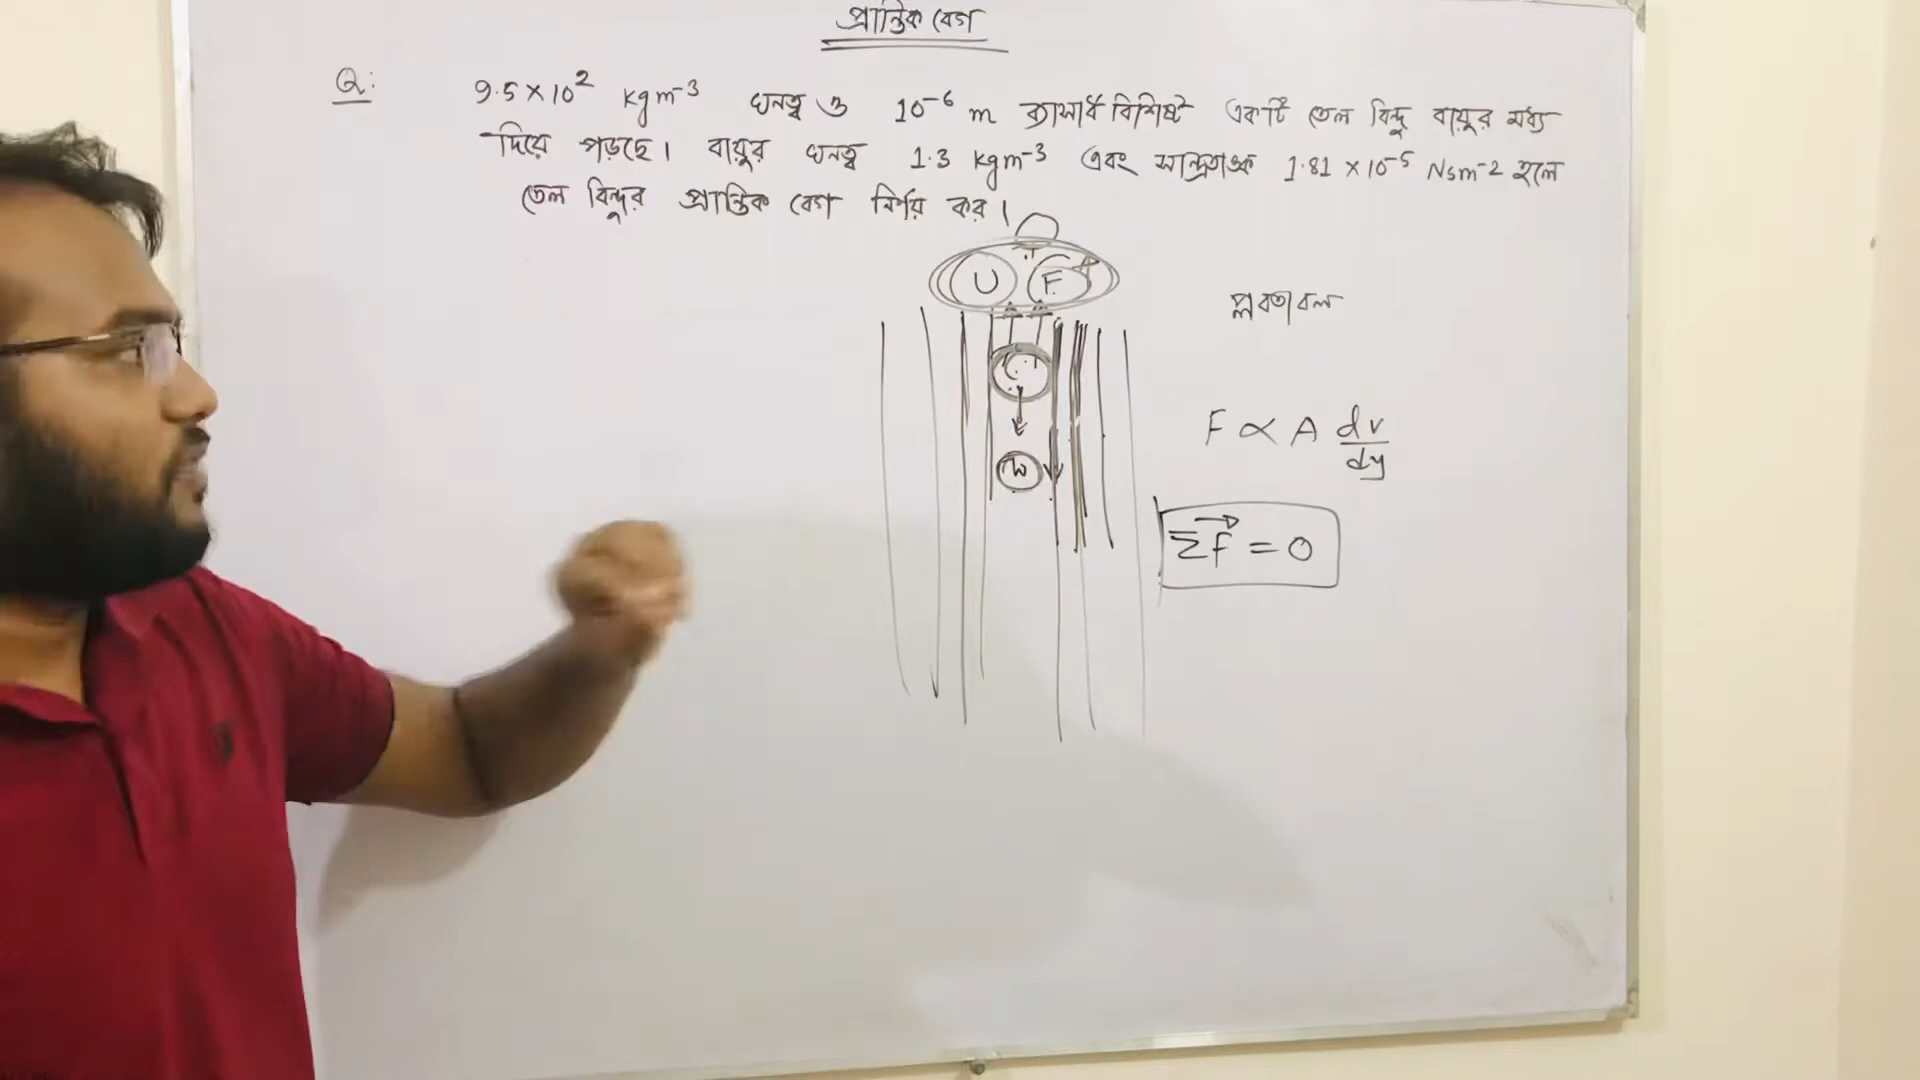 প্রান্তিক বেগ
Q: 9.5 × 10² kgm⁻³ ঘনত্ব ও 10⁻⁶ m ব্যাসার্ধ বিশিষ্ট একটি তেল বিন্দু বায়ুর মধ্য
দিয়ে পড়ছে। বায়ুর ঘনত্ব 1.3 kgm⁻³ এবং সান্দ্রতাঙ্ক 1.81 × 10⁻⁵ Nsm⁻² হলে
তেল বিন্দুর প্রান্তিক বেগ নির্ণয় কর।
U F
প্লবতা বল
F ∝ A dv/dy
W
Σf⃗ = 0